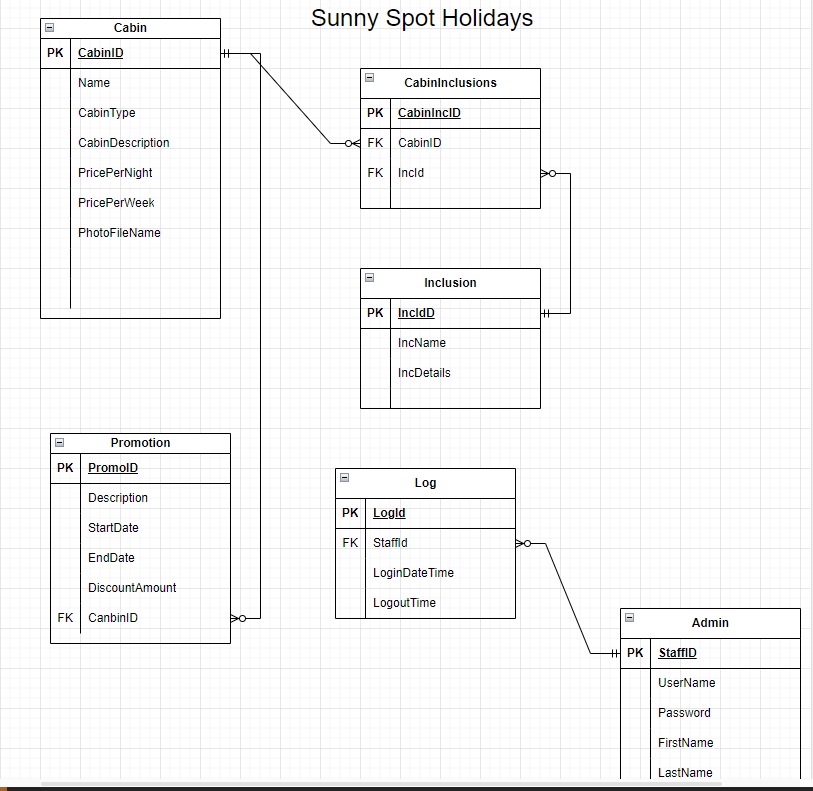 Sunny Spot Holidays
Cabin
PK CabinID
Name
CabinType
CabinDescription
PricePerNight
PricePerWeek
PhotoFileName
CabinInclusions
PK CabinIncID
FK CabinID
FK IncId
Inclusion
PK IncIdD
IncName
IncDetails
Promotion
PK PromoID
Description
StartDate
EndDate
DiscountAmount
FK CanbinID
Log
PK LogId
FK StaffId
LoginDateTime
LogoutTime
Admin
PK StaffID
UserName
Password
FirstName
LastName